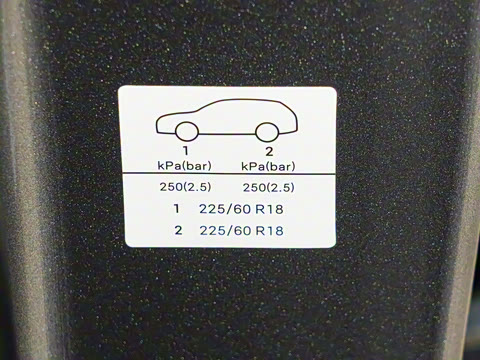 1 2
kPa(bar) kPa(bar)
250(2.5) 250(2.5)
1 225/60 R18
2 225/60 R18